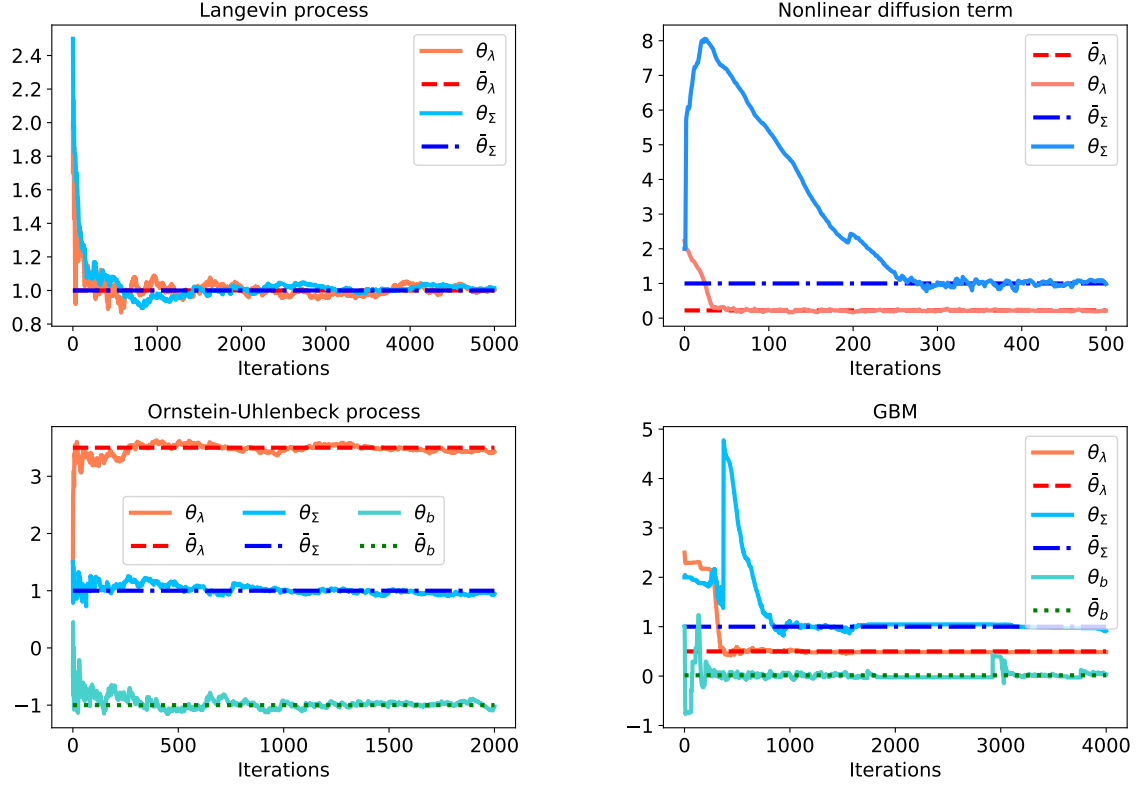 Langevin process
2.4
2.2
2.0
1.8
1.6
1.4
1.2
1.0
0.8
0
1000
2000
3000
4000
5000
Iterations
θ_λ
θ̄_λ
θ_Σ
θ̄_Σ
Nonlinear diffusion term
8
7
6
5
4
3
2
1
0
0
100
200
300
400
500
Iterations
θ̄_λ
θ_λ
θ̄_Σ
θ_Σ
Ornstein-Uhlenbeck process
3
2
1
0
−1
0
500
1000
1500
2000
Iterations
θ_λ θ_Σ θ_b
θ̄_λ θ̄_Σ θ̄_b
GBM
5
4
3
2
1
0
−1
0
1000
2000
3000
4000
Iterations
θ_λ
θ̄_λ
θ_Σ
θ̄_Σ
θ_b
θ̄_b